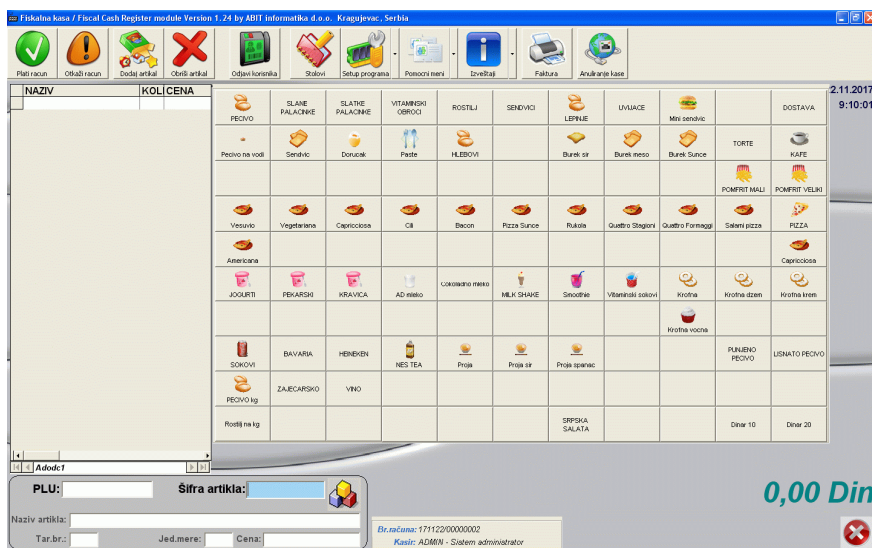 Fiskalna kasa / Fiscal Cash Register module Version 1.24 by ABIT informatika d.o.o. Kragujevac, Serbia
Plati racun
Otkaži racun
Dodaj artikal
Obriši artikal
Odjavi korisnika
Stolovi
Setup programa
Pomocni meni
Izveštaji
Faktura
Anuliranje kase
NAZIV KOL CENA
2.11.2017
9:10:01
PECIVO
SLANE PALACINKE
SLATKE PALACINKE
VITAMINSKI OBROCI
ROSTILJ
SENDVICI
LEPINJE
UVIJACE
Mini sendvic
DOSTAVA
Pecivo na vodi
Sendvic
Dorucak
Paste
HLEBOVI
Burek sir
Burek meso
Burek Sunce
TORTE
KAFE
POMFRIT MALI
POMFRIT VELIKI
Vesuvio
Vegetariana
Capricciosa
Cili
Bacon
Pizza Sunce
Rukola
Quattro Stagioni
Quattro Formaggi
Salami pizza
PIZZA
Americana
Capricciosa
JOGURTI
PEKARSKI
KRAVICA
AD mleko
Cokoladno mleko
MILK SHAKE
Smoothie
Vitaminski sokovi
Krofna
Krofna dzem
Krofna krem
Krofna vocna
SOKOVI
BAVARIA
HEINEKEN
NES TEA
Proja
Proja sir
Proja spanac
PUNJENO PECIVO
LISNATO PECIVO
PECIVO kg
ZAJECARSKO
VINO
Rostilj na kg
SRPSKA SALATA
Dinar 10
Dinar 20
Adodc1
PLU:
Šifra artikla:
0,00 Din
Naziv artikla:
Tar.br.:
Jed.mere:
Cena:
Br.računa: 171122/00000002
Kasir: ADMIN - Sistem administrator